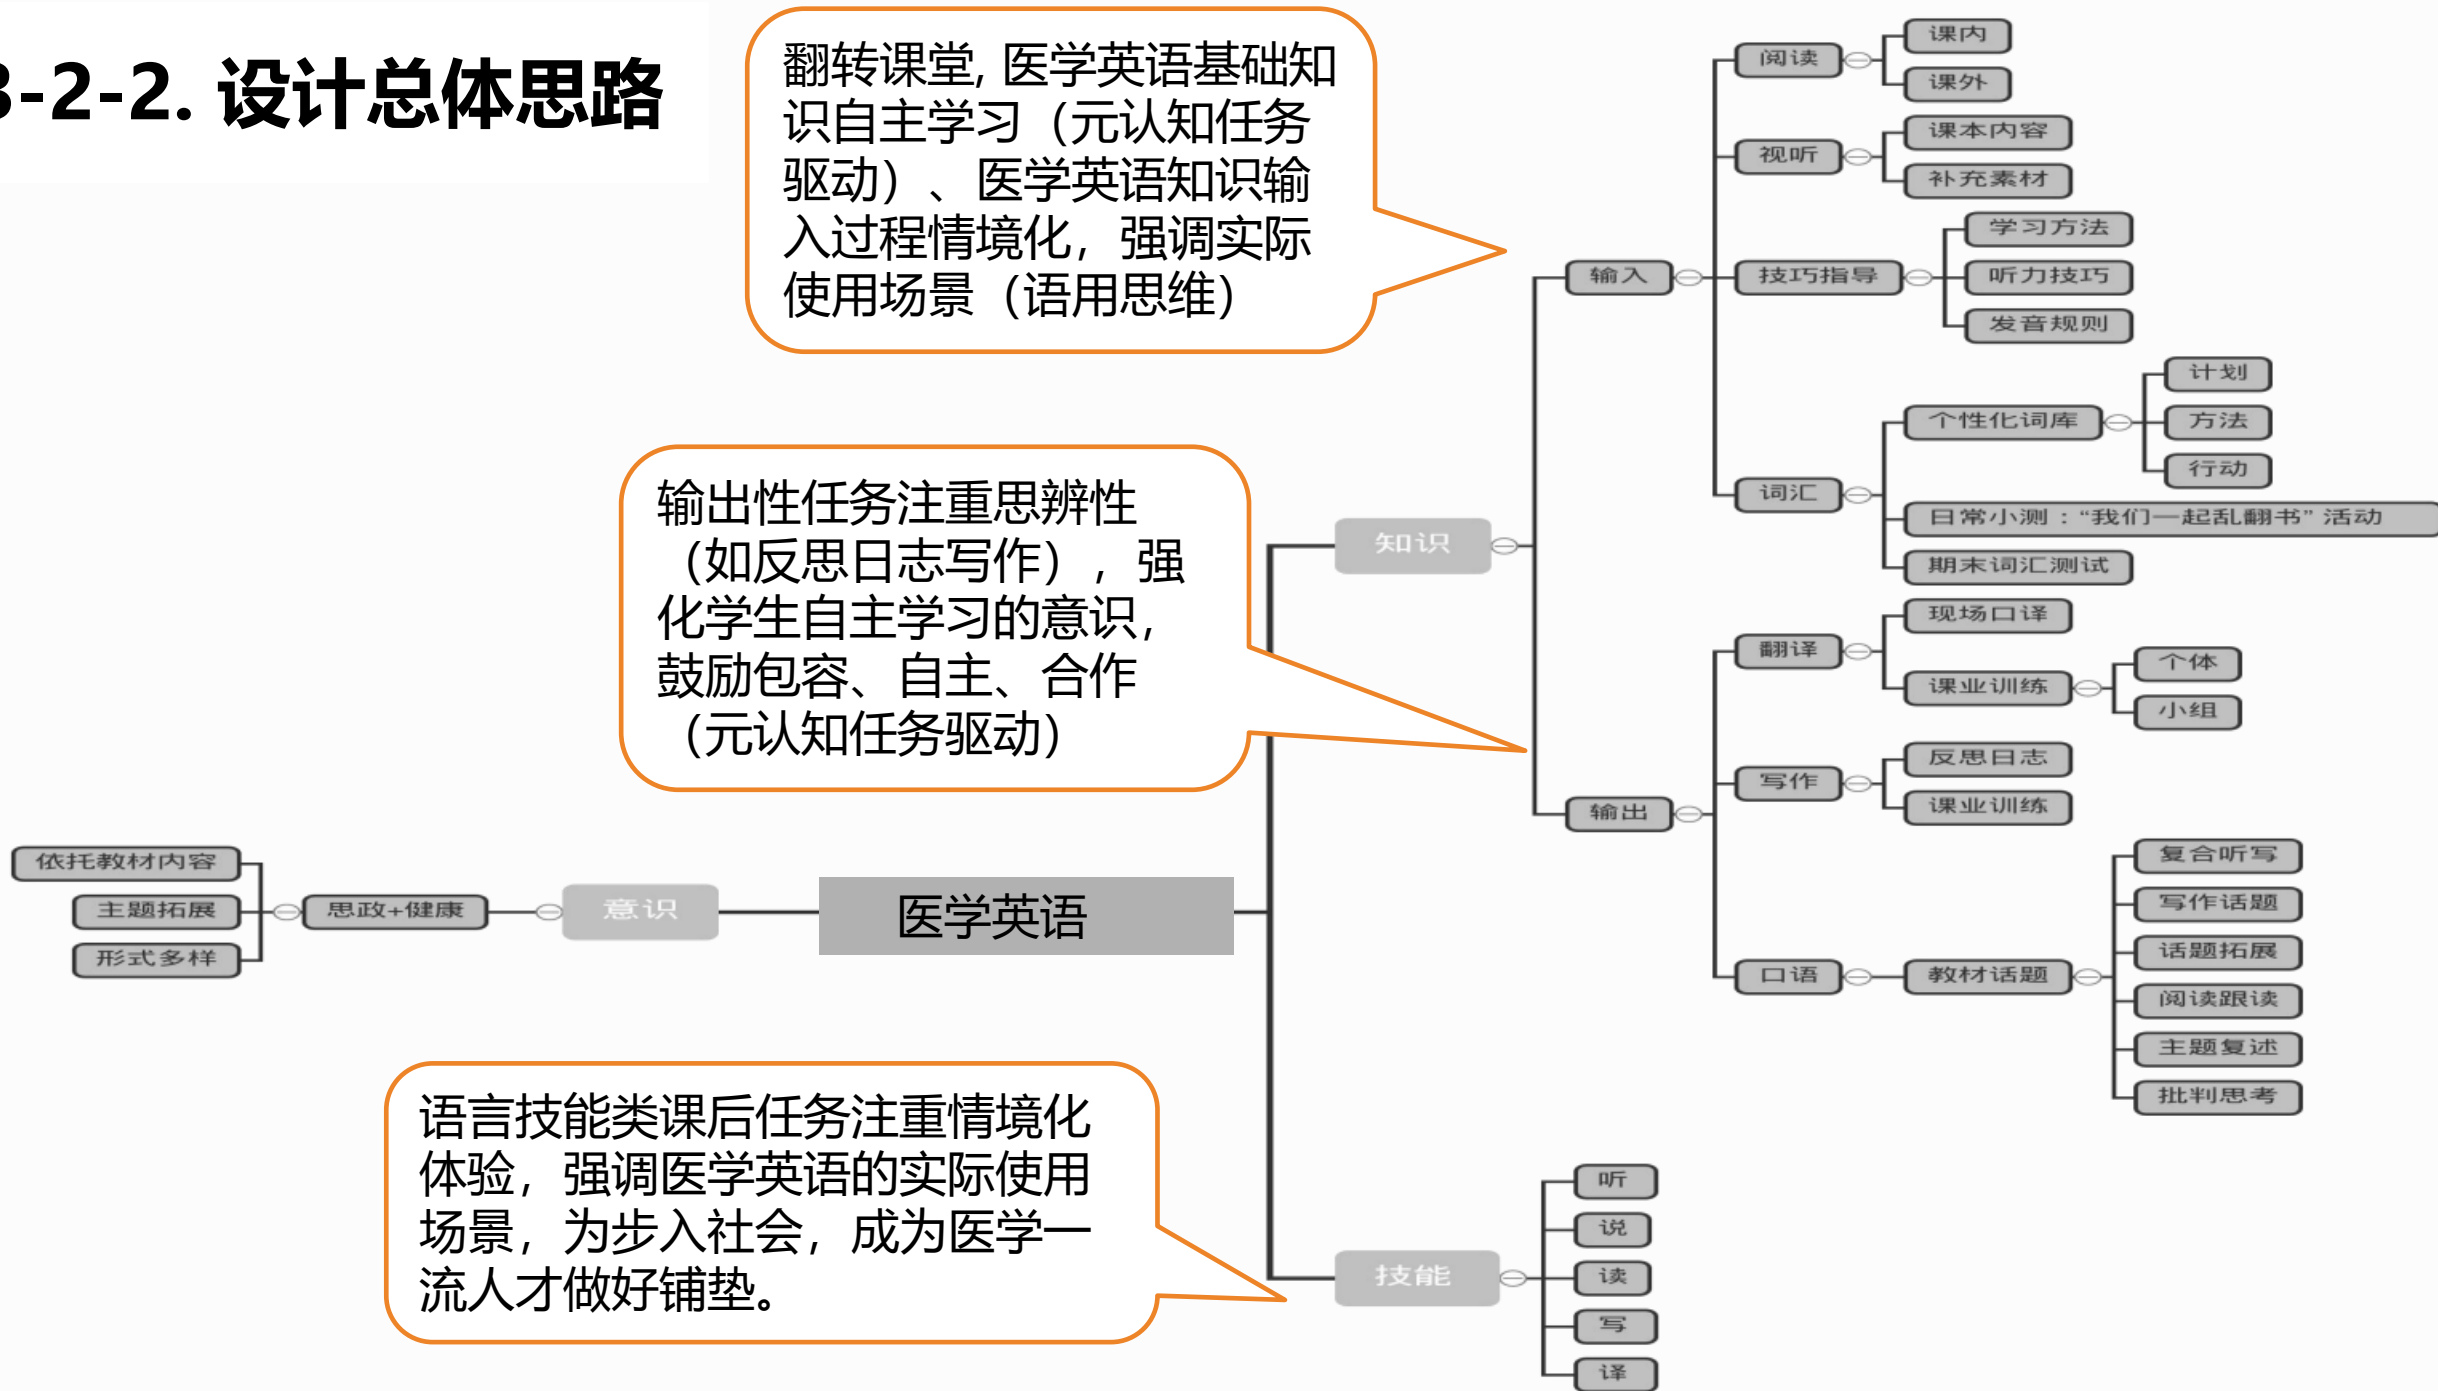 3-2-2. 设计总体思路
翻转课堂, 医学英语基础知
识自主学习（元认知任务
驱动）、医学英语知识输
入过程情境化，强调实际
使用场景（语用思维）
输出性任务注重思辨性
（如反思日志写作），强
化学生自主学习的意识，
鼓励包容、自主、合作
（元认知任务驱动）
语言技能类课后任务注重情境化
体验，强调医学英语的实际使用
场景，为步入社会，成为医学一
流人才做好铺垫。
依托教材内容
主题拓展
形式多样
思政+健康
意识
医学英语
知识
输入
阅读
课内
课外
视听
课本内容
补充素材
技巧指导
学习方法
听力技巧
发音规则
词汇
个性化词库
计划
方法
行动
日常小测：“我们一起乱翻书”活动
期末词汇测试
输出
翻译
现场口译
课业训练
个体
小组
写作
反思日志
课业训练
口语
教材话题
复合听写
写作话题
话题拓展
阅读跟读
主题复述
批判思考
技能
听
说
读
写
译